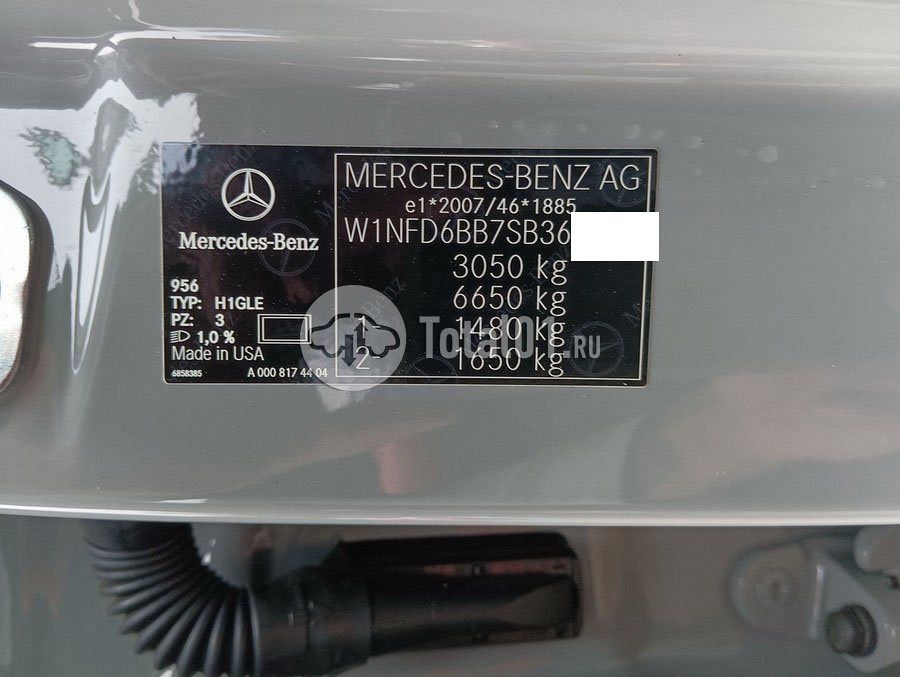 Mercedes-Benz
956
TYP: H1GLE
PZ: 3
1,0 %
Made in USA
6858385 A 000 817 44 04
MERCEDES-BENZ AG
e1*2007/46*1885
W1NFD6BB7SB36
3050 kg
6650 kg
1- 1480 kg
2- 1650 kg
Total01.RU